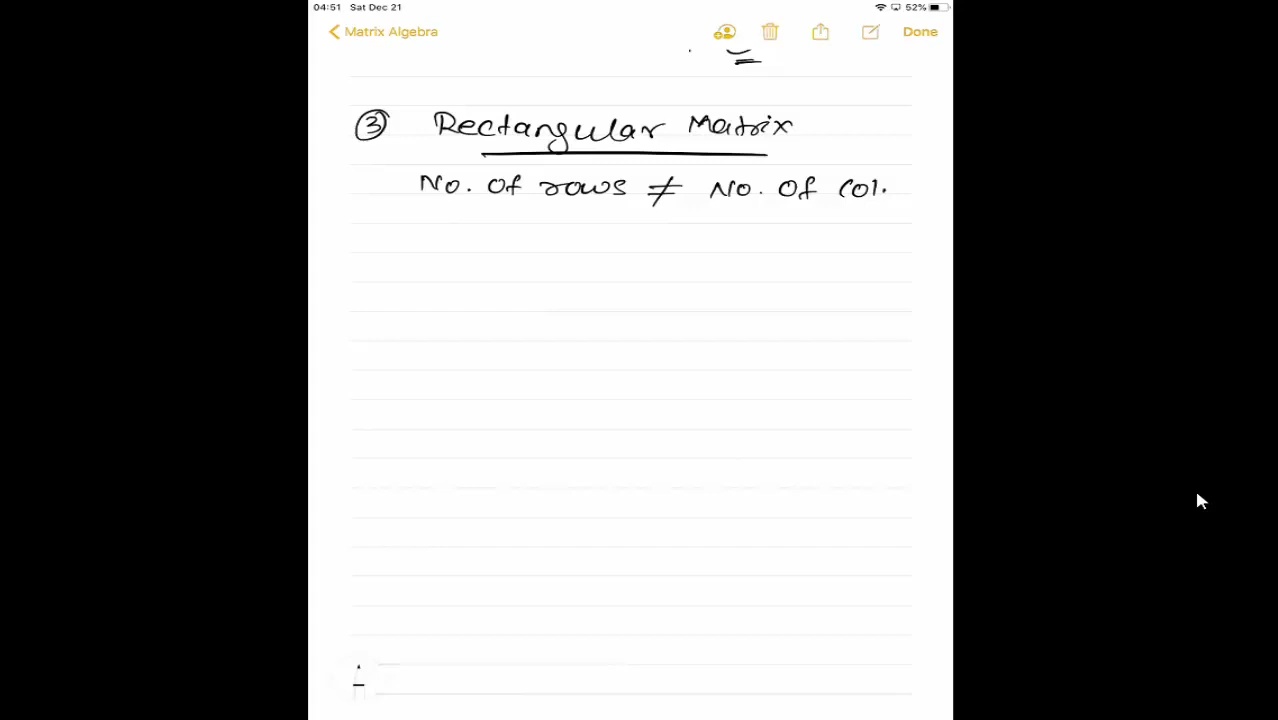 04:51 Sat Dec 21 52%
Matrix Algebra Done
③ Rectangular Matrix
No. Of rows ≠ No. Of Col.